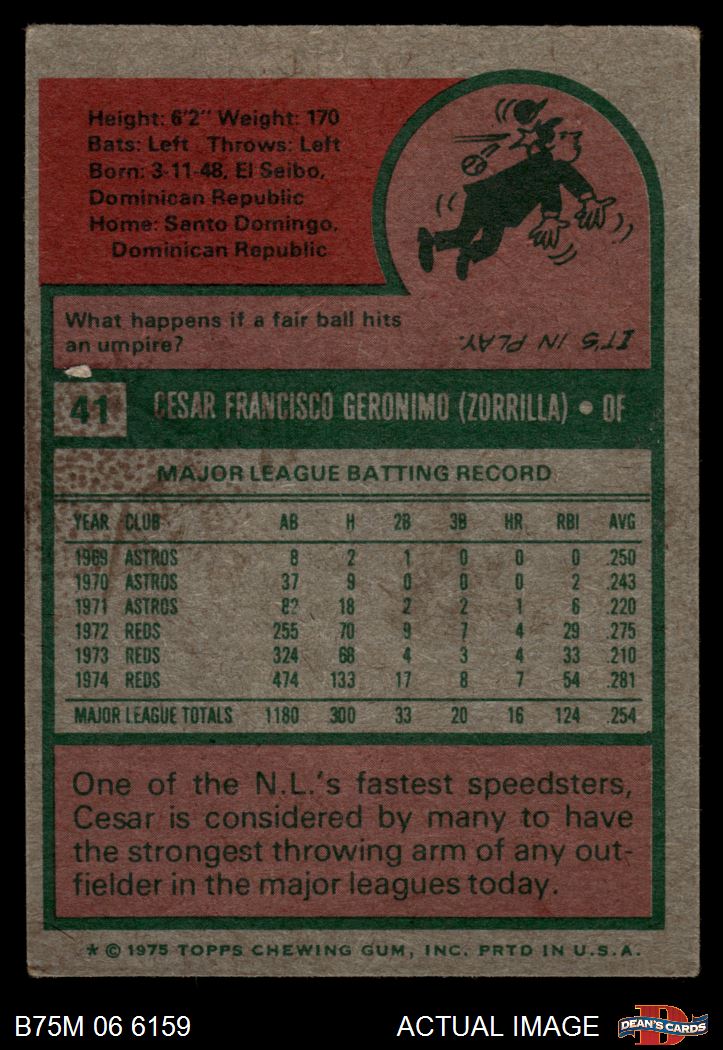 Height: 6'2" Weight: 170
Bats: Left Throws: Left
Born: 3-11-48, El Seibo,
Dominican Republic
Home: Santo Domingo,
Dominican Republic
What happens if a fair ball hits
an umpire?
IT'S IN PLAY.
41 CESAR FRANCISCO GERONIMO (ZORRILLA) • OF
MAJOR LEAGUE BATTING RECORD
YEAR CLUB AB H 2B 3B HR RBI AVG
1969 ASTROS 8 2 1 0 0 0 .250
1970 ASTROS 37 9 0 0 0 2 .243
1971 ASTROS 82 18 2 2 1 6 .220
1972 REDS 255 70 9 7 4 29 .275
1973 REDS 324 68 4 3 4 33 .210
1974 REDS 474 133 17 8 7 54 .281
MAJOR LEAGUE TOTALS 1180 300 33 20 16 124 .254
One of the N.L.'s fastest speedsters,
Cesar is considered by many to have
the strongest throwing arm of any out-
fielder in the major leagues today.
* © 1975 TOPPS CHEWING GUM, INC. PRTD IN U.S.A.
B75M 06 6159
ACTUAL IMAGE
DEAN'S CARDS